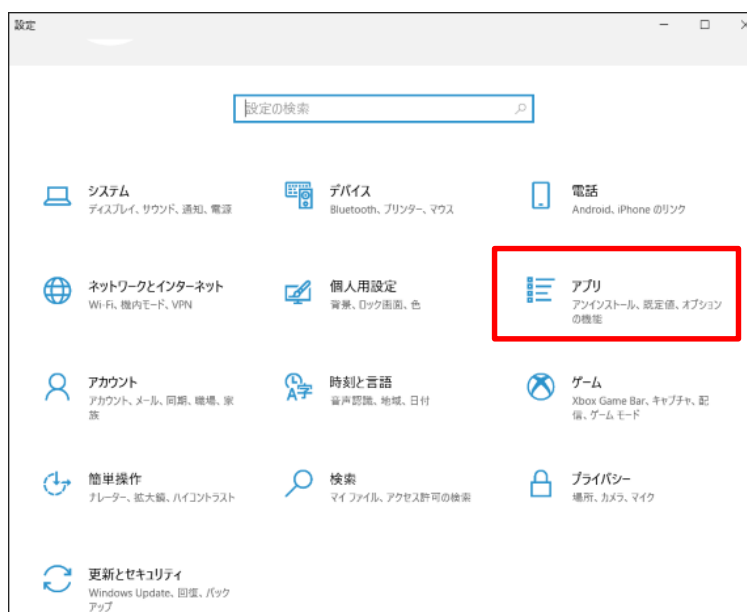 設定
設定の検索
システム
ディスプレイ、サウンド、通知、電源
デバイス
Bluetooth、プリンター、マウス
電話
Android、iPhone のリンク
ネットワークとインターネット
Wi-Fi、機内モード、VPN
個人用設定
背景、ロック画面、色
アプリ
アンインストール、既定値、オプション
の機能
アカウント
アカウント、メール、同期、職場、家
族
時刻と言語
音声認識、地域、日付
ゲーム
Xbox Game Bar、キャプチャ、配
信、ゲーム モード
簡単操作
ナレーター、拡大鏡、ハイコントラスト
検索
マイ ファイル、アクセス許可の検索
プライバシー
場所、カメラ、マイク
更新とセキュリティ
Windows Update、回復、バック
アップ